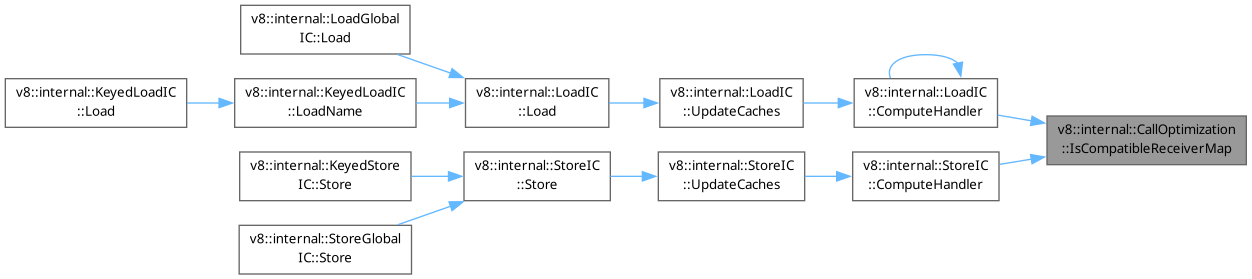 v8::internal::LoadGlobal
IC::Load
v8::internal::KeyedLoadIC
::Load
v8::internal::KeyedLoadIC
::LoadName
v8::internal::LoadIC
::Load
v8::internal::LoadIC
::UpdateCaches
v8::internal::LoadIC
::ComputeHandler
v8::internal::CallOptimization
::IsCompatibleReceiverMap
v8::internal::KeyedStore
IC::Store
v8::internal::StoreIC
::Store
v8::internal::StoreIC
::UpdateCaches
v8::internal::StoreIC
::ComputeHandler
v8::internal::StoreGlobal
IC::Store